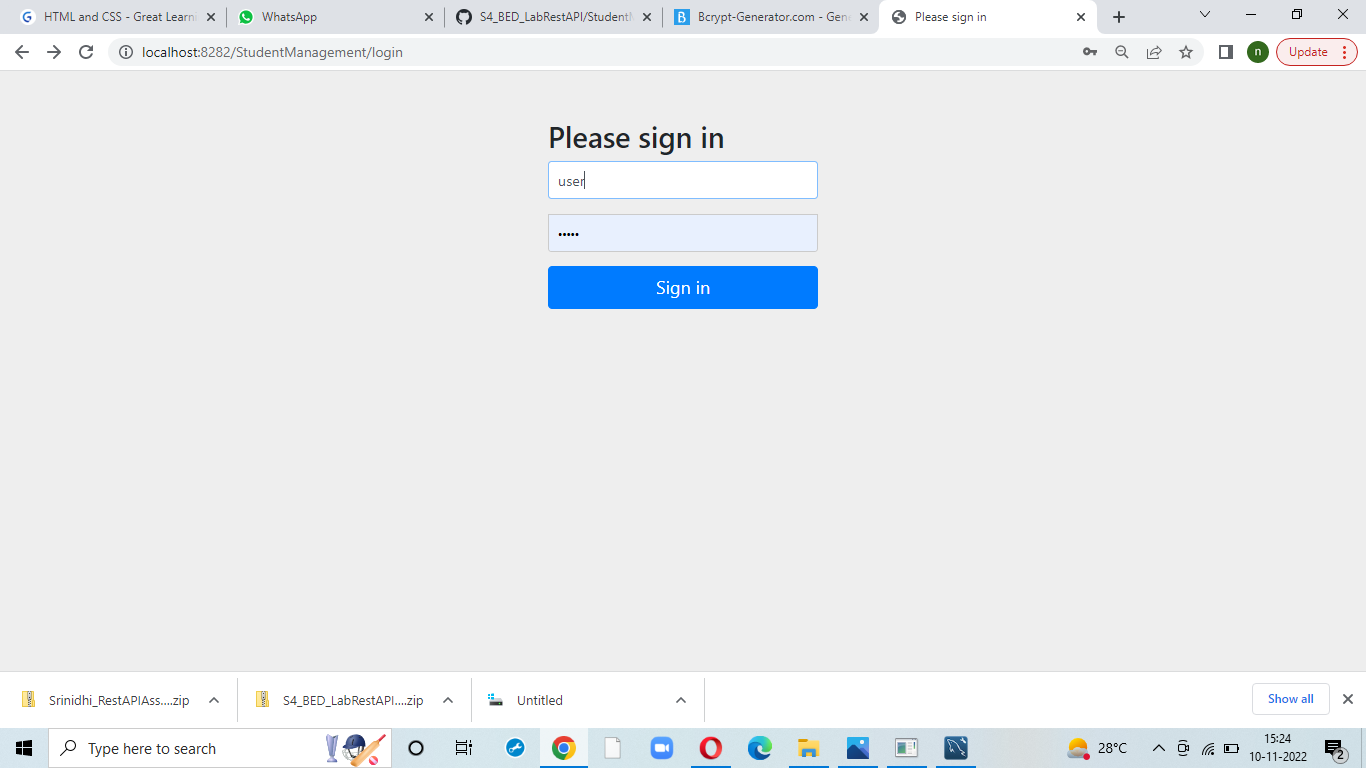 HTML and CSS - Great Learni
WhatsApp
S4_BED_LabRestAPI/StudentM
Bcrypt-Generator.com - Gene
Please sign in
localhost:8282/StudentManagement/login
n
Update
Please sign in
user
•••••
Sign in
Srinidhi_RestAPIAss....zip
S4_BED_LabRestAPI....zip
Untitled
Show all
Type here to search
28°C
15:24
10-11-2022
2